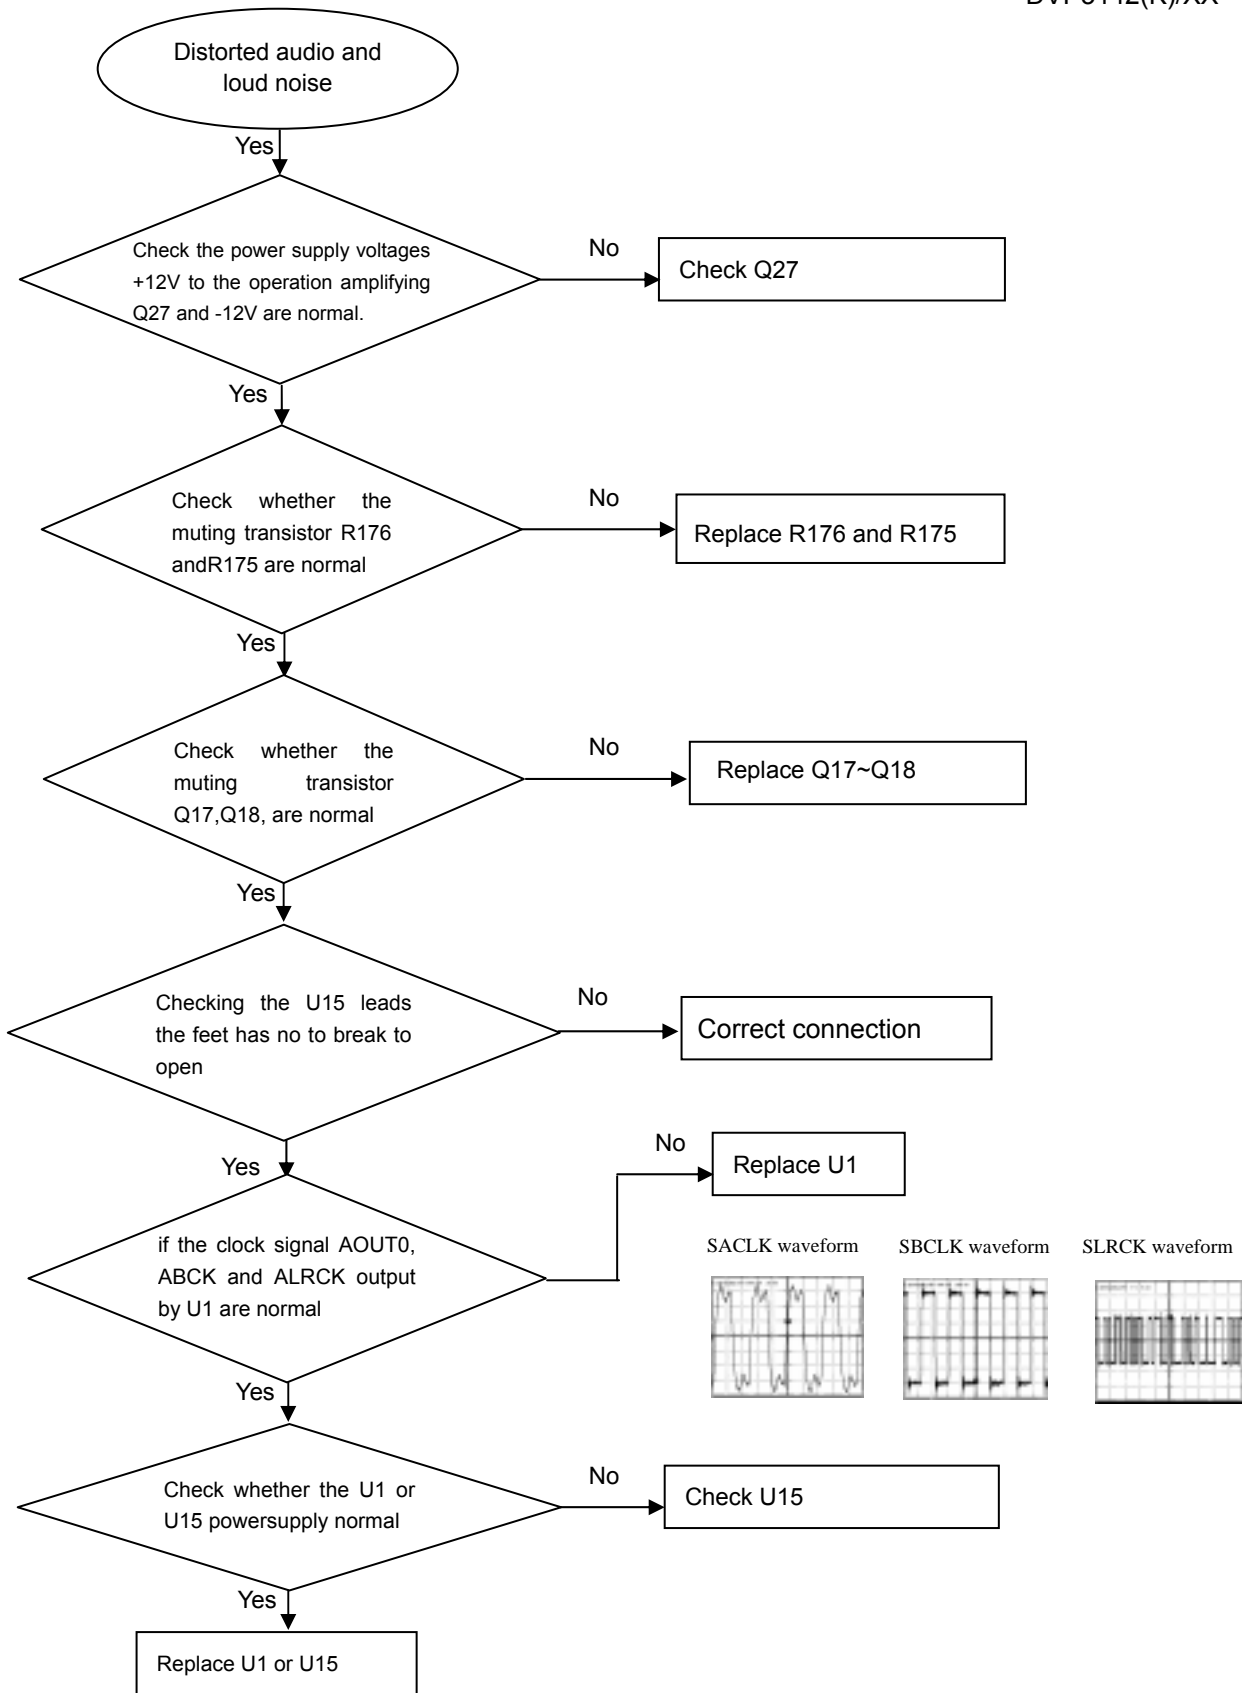 Distorted audio and
loud noise
Yes
Check the power supply voltages
+12V to the operation amplifying
Q27 and -12V are normal.
No
Check Q27
Yes
Check whether the
muting transistor R176
andR175 are normal
No
Replace R176 and R175
Yes
Check whether the
muting transistor
Q17,Q18, are normal
No
Replace Q17~Q18
Yes
Checking the U15 leads
the feet has no to break to
open
No
Correct connection
Yes
if the clock signal AOUT0,
ABCK and ALRCK output
by U1 are normal
No
Replace U1
SACLK waveform
SBCLK waveform
SLRCK waveform
Yes
Check whether the U1 or
U15 powersupply normal
No
Check U15
Yes
Replace U1 or U15